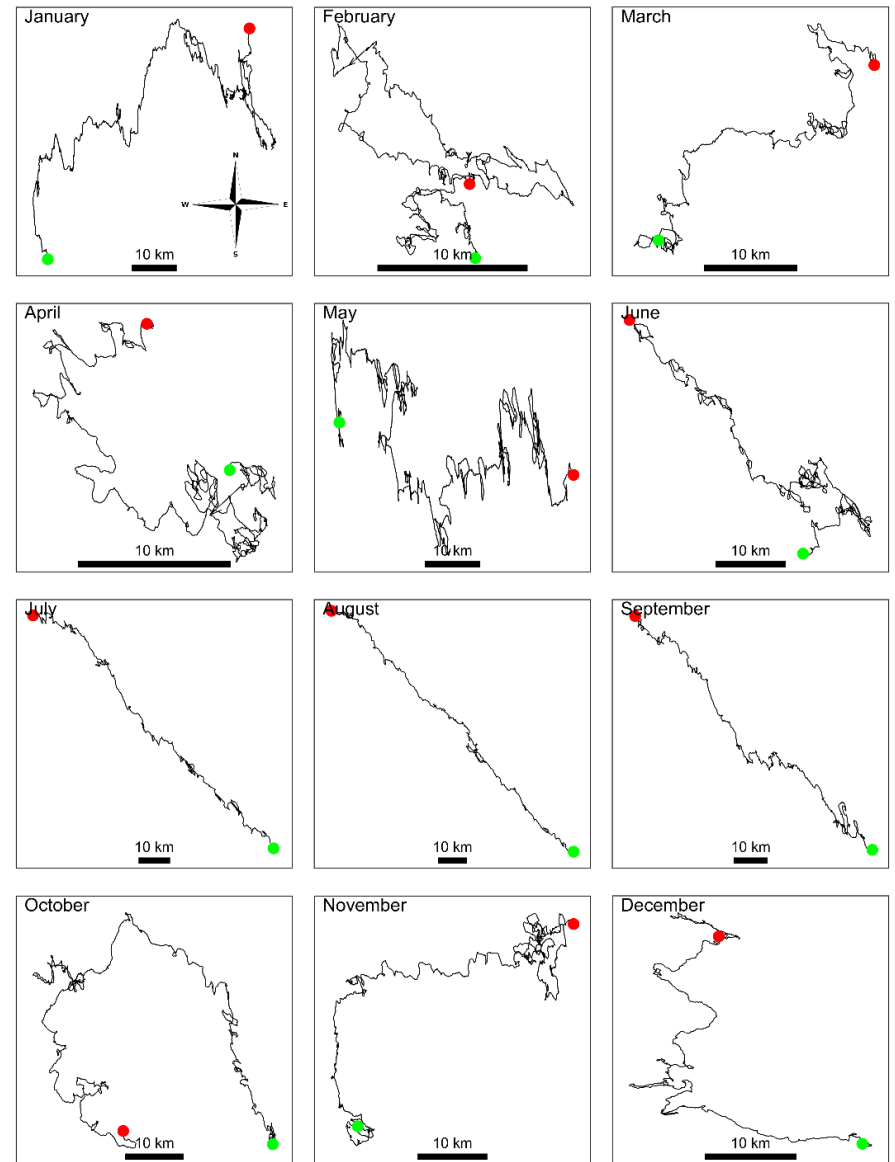 January
N
W E
S
10 km
February
10 km
March
10 km
April
10 km
May
10 km
June
10 km
July
10 km
August
10 km
September
10 km
October
10 km
November
10 km
December
10 km